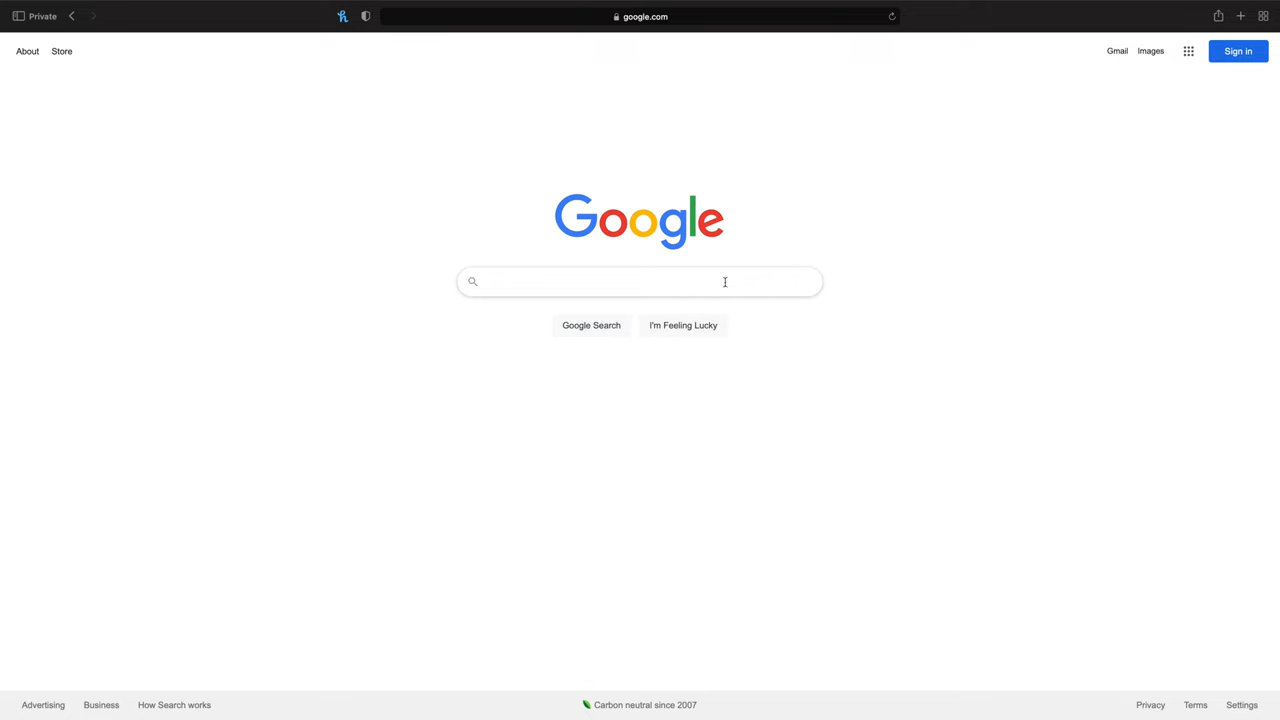 Private
google.com
About Store
Gmail Images Sign in
Google
Google Search I'm Feeling Lucky
Advertising Business How Search works
Carbon neutral since 2007
Privacy Terms Settings